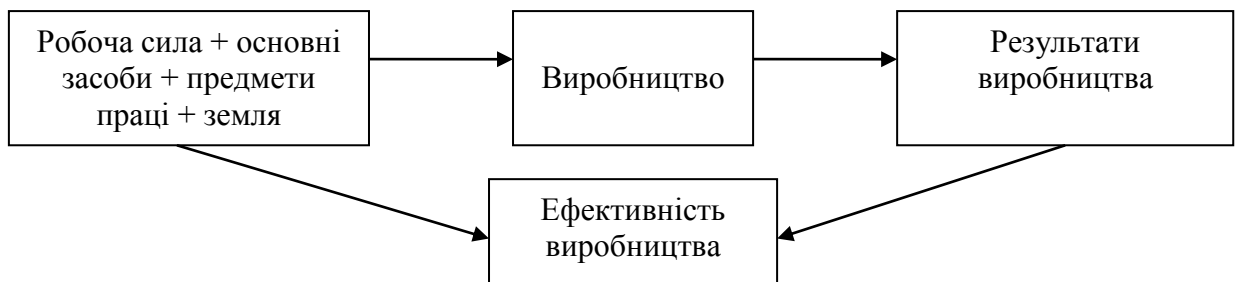 Робоча сила + основні
засоби + предмети
праці + земля
Виробництво
Результати
виробництва
Ефективність
виробництва